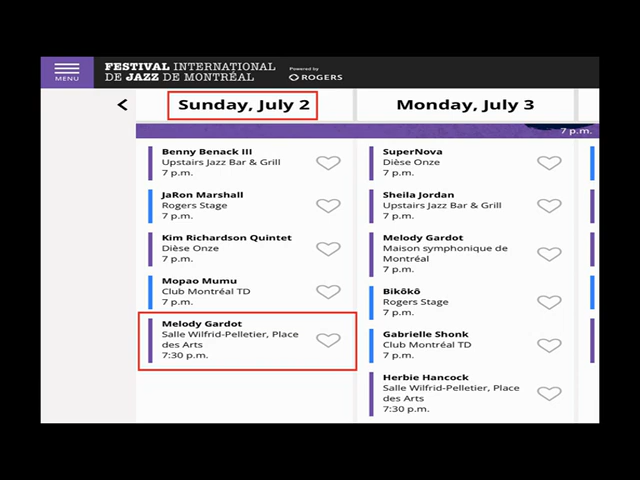 MENU
FESTIVAL INTERNATIONAL
DE JAZZ DE MONTRÉAL
Powered by
ROGERS
Sunday, July 2
Monday, July 3
7 p.m.
Benny Benack III
Upstairs Jazz Bar & Grill
7 p.m.
JaRon Marshall
Rogers Stage
7 p.m.
Kim Richardson Quintet
Dièse Onze
7 p.m.
Mopao Mumu
Club Montréal TD
7 p.m.
Melody Gardot
Salle Wilfrid-Pelletier, Place
des Arts
7:30 p.m.
SuperNova
Dièse Onze
7 p.m.
Sheila Jordan
Upstairs Jazz Bar & Grill
7 p.m.
Melody Gardot
Maison symphonique de
Montréal
7 p.m.
Bikôkô
Rogers Stage
7 p.m.
Gabrielle Shonk
Club Montréal TD
7 p.m.
Herbie Hancock
Salle Wilfrid-Pelletier, Place
des Arts
7:30 p.m.